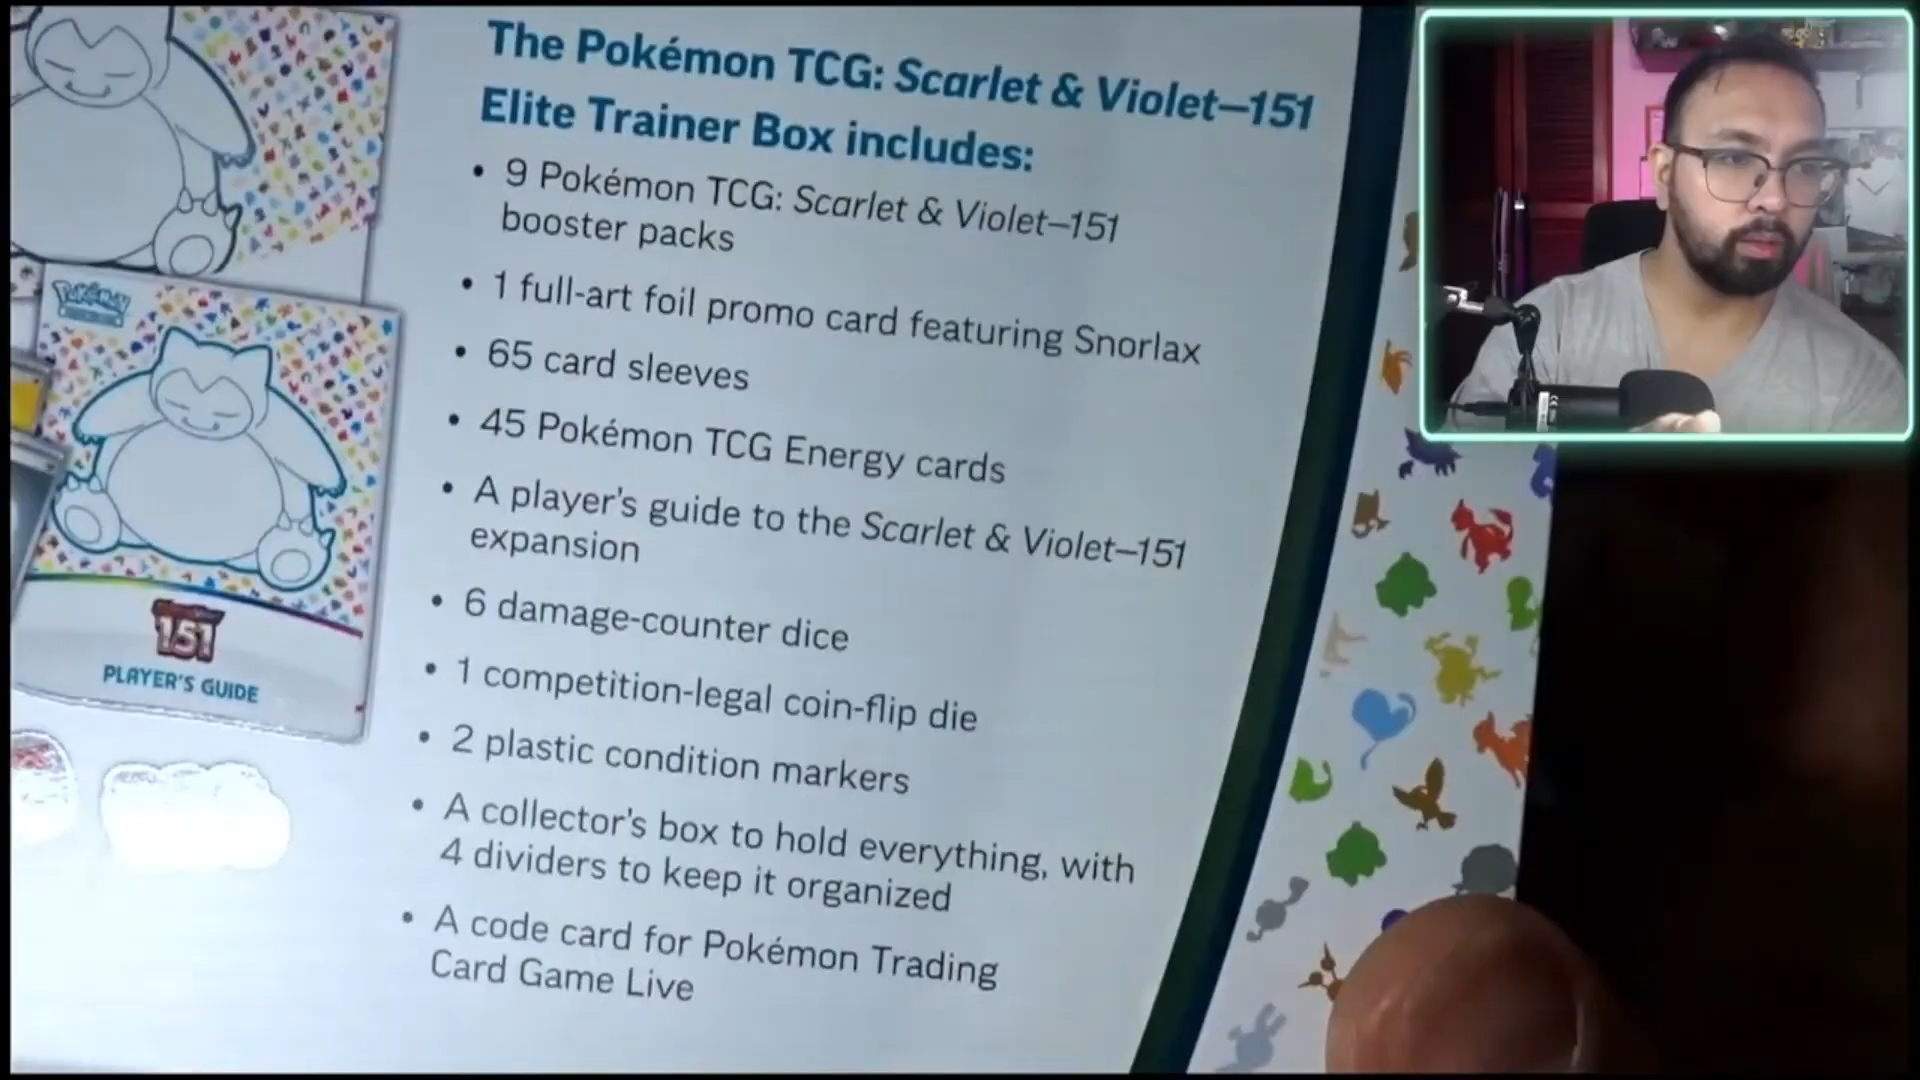 The Pokémon TCG: Scarlet & Violet—151
Elite Trainer Box includes:
• 9 Pokémon TCG: Scarlet & Violet—151
booster packs
• 1 full-art foil promo card featuring Snorlax
• 65 card sleeves
• 45 Pokémon TCG Energy cards
• A player's guide to the Scarlet & Violet—151
expansion
• 6 damage-counter dice
• 1 competition-legal coin-flip die
• 2 plastic condition markers
• A collector's box to hold everything, with
4 dividers to keep it organized
• A code card for Pokémon Trading
Card Game Live
Pokémon
151
PLAYER'S GUIDE